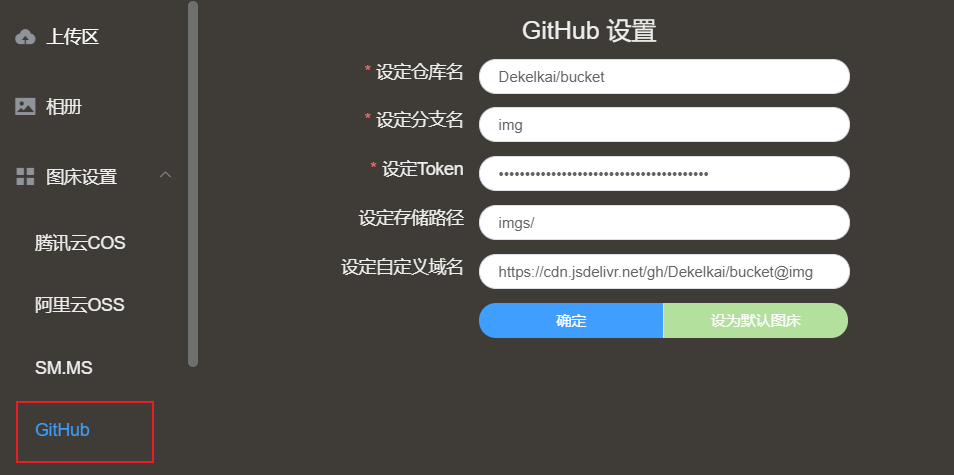 上传区
相册
图床设置
腾讯云COS
阿里云OSS
SM.MS
GitHub
GitHub 设置
* 设定仓库名 Dekelkai/bucket
* 设定分支名 img
* 设定Token ••••••••••••••••••••••••••••••••••••••••
设定存储路径 imgs/
设定自定义域名 https://cdn.jsdelivr.net/gh/Dekelkai/bucket@img
确定 设为默认图床